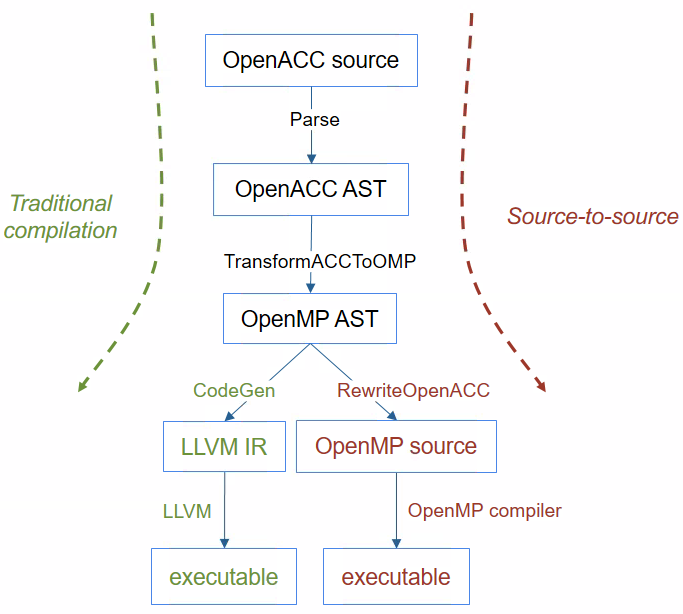 OpenACC source
Parse
OpenACC AST
Traditional
compilation
Source-to-source
TransformACCToOMP
OpenMP AST
CodeGen
RewriteOpenACC
LLVM IR
OpenMP source
LLVM
OpenMP compiler
executable
executable